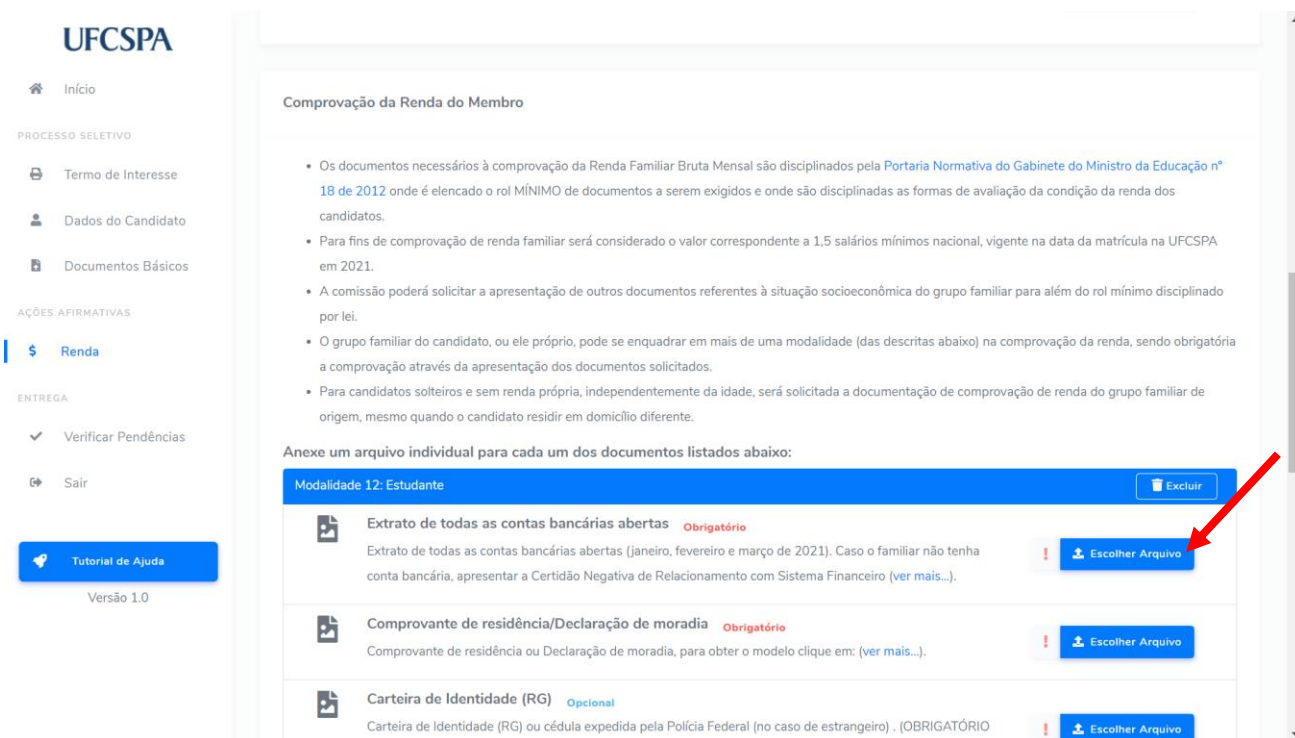 UFCSPA
Início
PROCESSO SELETIVO
Termo de Interesse
Dados do Candidato
Documentos Básicos
AÇÕES AFIRMATIVAS
Renda
ENTREGA
Verificar Pendências
Sair
Tutorial de Ajuda
Versão 1.0
Comprovação da Renda do Membro
• Os documentos necessários à comprovação da Renda Familiar Bruta Mensal são disciplinados pela Portaria Normativa do Gabinete do Ministro da Educação nº
18 de 2012 onde é elencado o rol MÍNIMO de documentos a serem exigidos e onde são disciplinadas as formas de avaliação da condição da renda dos
candidatos.
• Para fins de comprovação de renda familiar será considerado o valor correspondente a 1,5 salários mínimos nacional, vigente na data da matrícula na UFCSPA
em 2021.
• A comissão poderá solicitar a apresentação de outros documentos referentes à situação socioeconômica do grupo familiar para além do rol mínimo disciplinado
por lei.
• O grupo familiar do candidato, ou ele próprio, pode se enquadrar em mais de uma modalidade (das descritas abaixo) na comprovação da renda, sendo obrigatória
a comprovação através da apresentação dos documentos solicitados.
• Para candidatos solteiros e sem renda própria, independentemente da idade, será solicitada a documentação de comprovação de renda do grupo familiar de
origem, mesmo quando o candidato residir em domicílio diferente.
Anexe um arquivo individual para cada um dos documentos listados abaixo:
Modalidade 12: Estudante Excluir
Extrato de todas as contas bancárias abertas Obrigatório
Extrato de todas as contas bancárias abertas (janeiro, fevereiro e março de 2021). Caso o familiar não tenha
conta bancária, apresentar a Certidão Negativa de Relacionamento com Sistema Financeiro (ver mais...).
! Escolher Arquivo
Comprovante de residência/Declaração de moradia Obrigatório
Comprovante de residência ou Declaração de moradia, para obter o modelo clique em: (ver mais...).
! Escolher Arquivo
Carteira de Identidade (RG) Opcional
Carteira de Identidade (RG) ou cédula expedida pela Polícia Federal (no caso de estrangeiro) . (OBRIGATÓRIO
! Escolher Arquivo